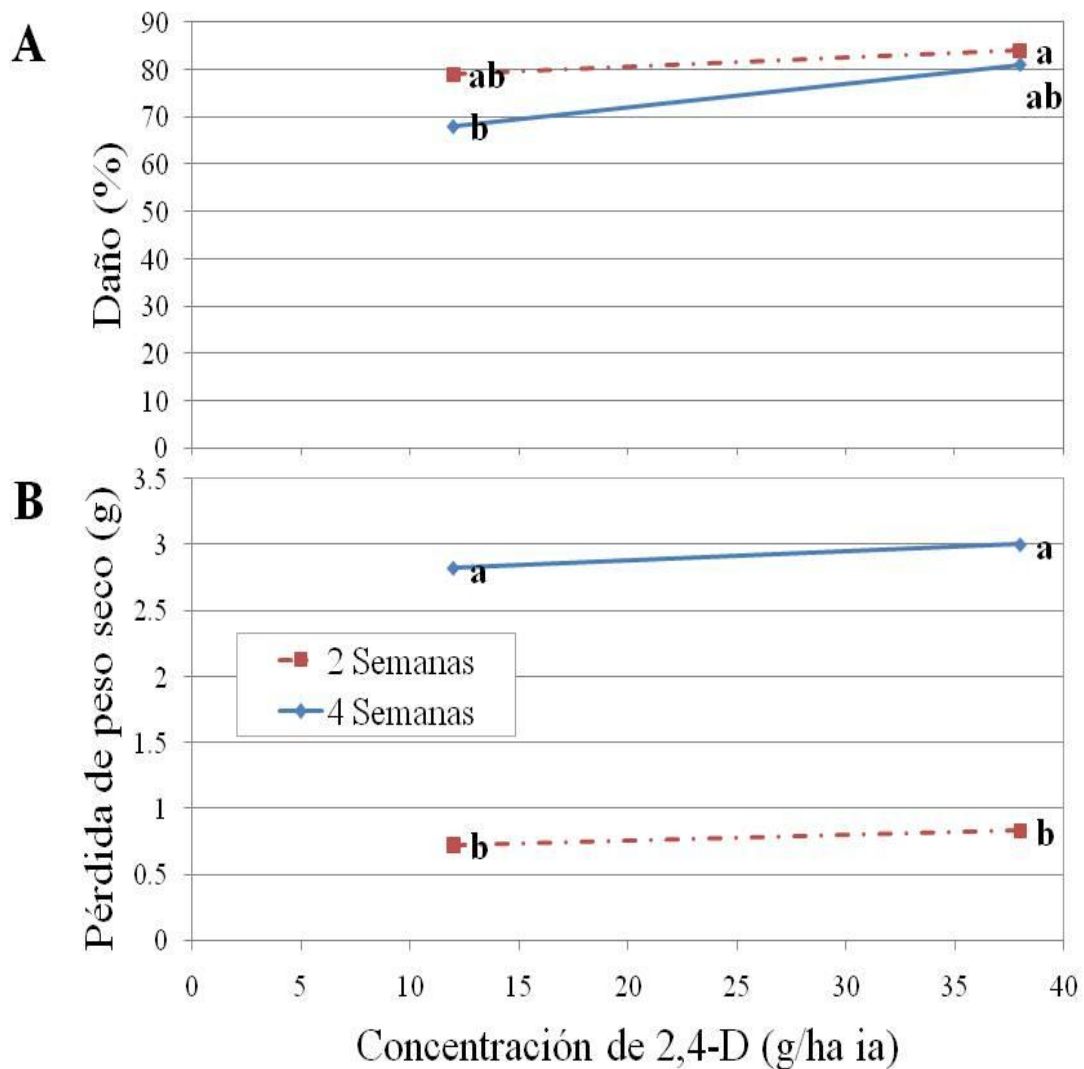 A
Daño (%)
90
80
70
60
50
40
30
20
10
0
ab
a
b
ab
B
Pérdida de peso seco (g)
3.5
3
2.5
2
1.5
1
0.5
0
a
a
2 Semanas
4 Semanas
b
b
0 5 10 15 20 25 30 35 40
Concentración de 2,4-D (g/ha ia)